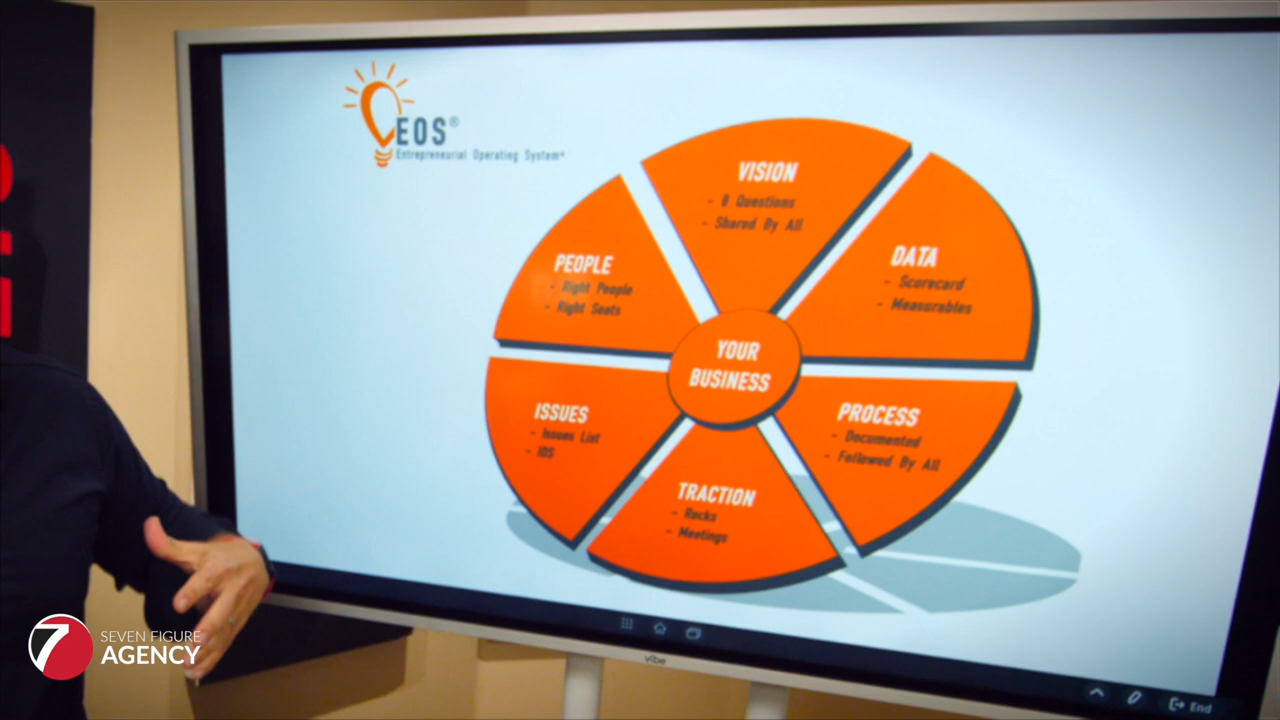 EOS®
Entrepreneurial Operating System
VISION
- 8 Questions
- Shared By All
DATA
- Scorecard
- Measurables
PEOPLE
- Right People
- Right Seats
YOUR
BUSINESS
ISSUES
- Issues List
- IDS
PROCESS
- Documented
- Followed By All
TRACTION
- Rocks
- Meetings
vibe
End
7
SEVEN FIGURE
AGENCY